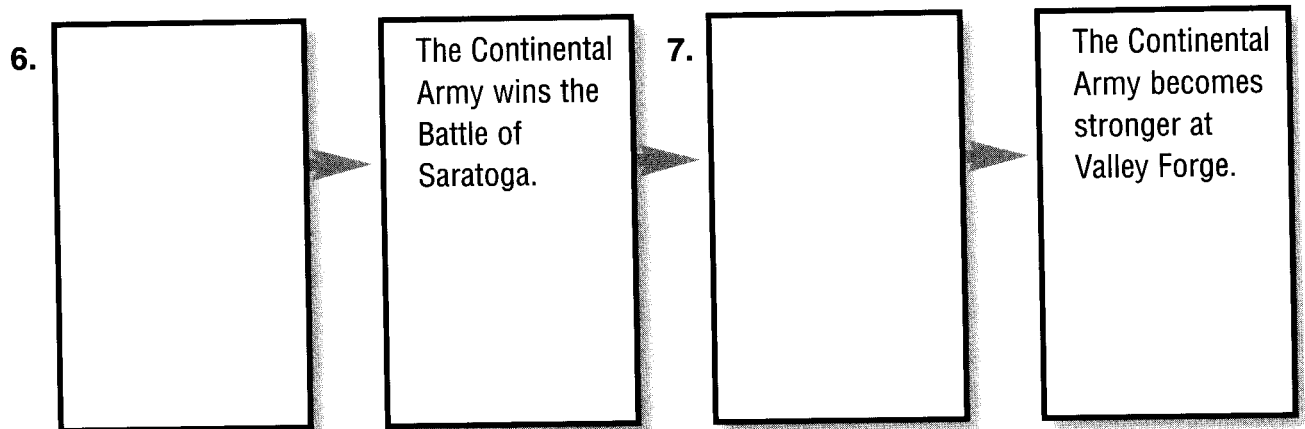 6.
The Continental
Army wins the
Battle of
Saratoga.
7.
The Continental
Army becomes
stronger at
Valley Forge.